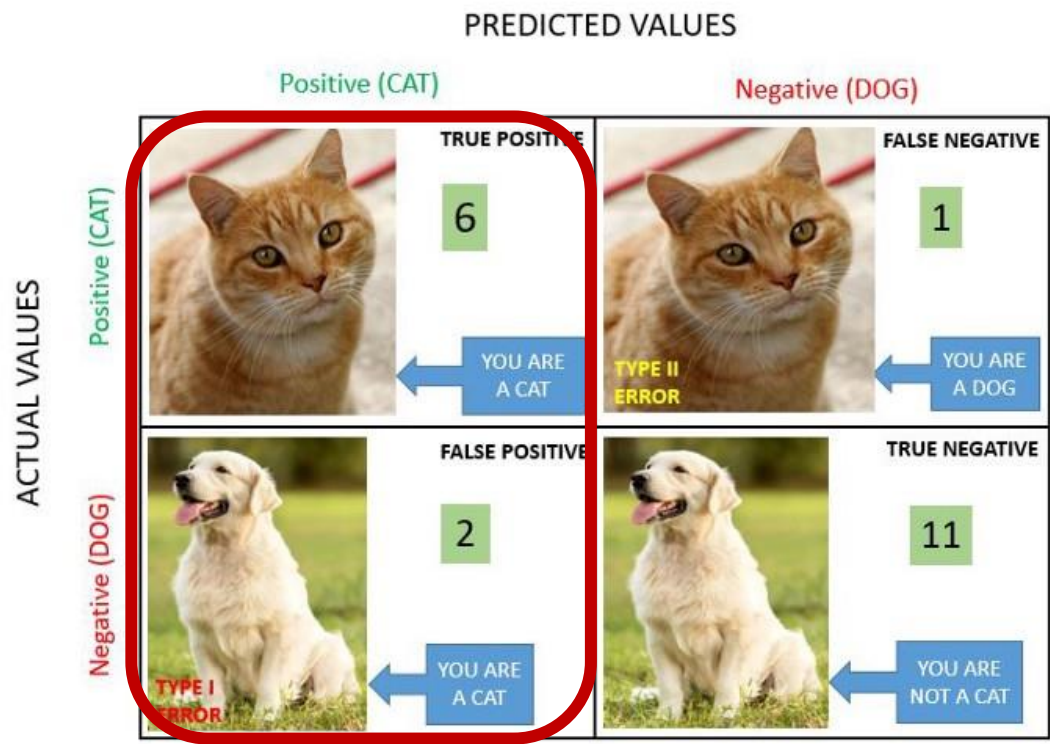 PREDICTED VALUES
Positive (CAT)
Negative (DOG)
ACTUAL VALUES
Positive (CAT)
TRUE POSITIVE
6
YOU ARE
A CAT
FALSE NEGATIVE
1
TYPE II
ERROR
YOU ARE
A DOG
Negative (DOG)
FALSE POSITIVE
2
TYPE I
ERROR
YOU ARE
A CAT
TRUE NEGATIVE
11
YOU ARE
NOT A CAT